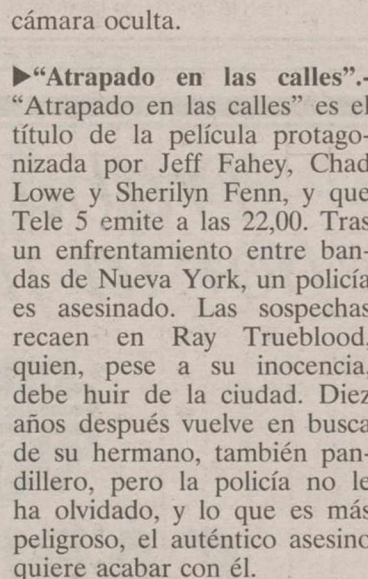 cámara oculta.
▶“Atrapado en las calles”.-
“Atrapado en las calles” es el
título de la película protago-
nizada por Jeff Fahey, Chad
Lowe y Sherilyn Fenn, y que
Tele 5 emite a las 22,00. Tras
un enfrentamiento entre ban-
das de Nueva York, un policía
es asesinado. Las sospechas
recaen en Ray Trueblood,
quien, pese a su inocencia,
debe huir de la ciudad. Diez
años después vuelve en busca
de su hermano, también pan-
dillero, pero la policía no le
ha olvidado, y lo que es más
peligroso, el auténtico asesino
quiere acabar con él.